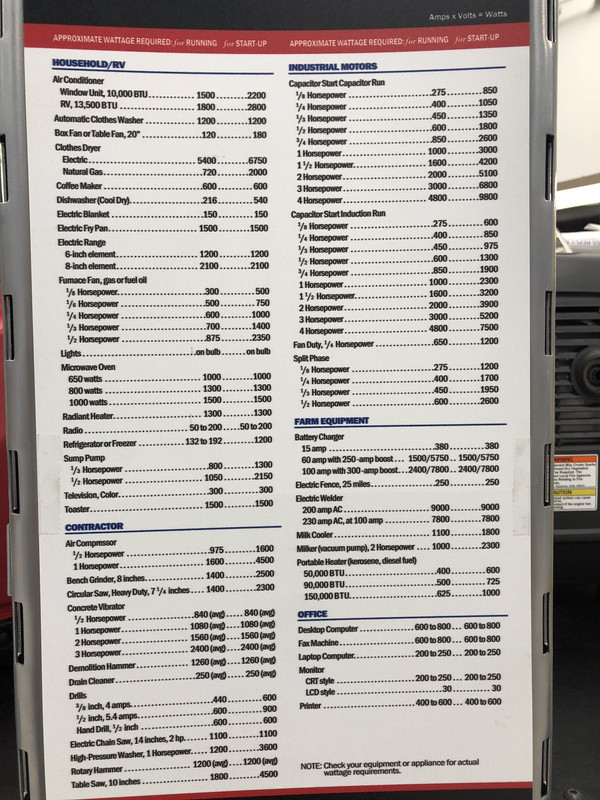 Amps x Volts = Watts
APPROXIMATE WATTAGE REQUIRED: for RUNNING for START-UP
HOUSEHOLD/RV
Air Conditioner
Window Unit, 10,000 BTU 1500 2200
RV, 13,500 BTU 1800 2800
Automatic Clothes Washer 1200 1200
Box Fan or Table Fan, 20" .120 180
Clothes Dryer
Electric 5400 6750
Natural Gas .720 2000
Coffee Maker .600 600
Dishwasher (Cool Dry) .216 540
Electric Blanket .150 150
Electric Fry Pan 1500 1500
Electric Range
6-inch element 1200 1200
8-inch element 2100 2100
Furnace Fan, gas or fuel oil
1/8 Horsepower .300 500
1/6 Horsepower .500 750
1/4 Horsepower .600 1000
1/3 Horsepower .700 1400
1/2 Horsepower .875 2350
Lights .on bulb on bulb
Microwave Oven
650 watts 1000 1000
800 watts 1300 1300
1000 watts 1500 1500
Radiant Heater 1300 1300
Radio 50 to 200 50 to 200
Refrigerator or Freezer 132 to 192 1200
Sump Pump
1/3 Horsepower .800 1300
1/2 Horsepower 1050 2150
Television, Color .300 300
Toaster 1500 1500
CONTRACTOR
Air Compressor
1/2 Horsepower .975 1600
1 Horsepower 1600 4500
Bench Grinder, 8 inches 1400 2500
Circular Saw, Heavy Duty, 7 1/4 inches 1400 2300
Concrete Vibrator
1/2 Horsepower .840 (avg) 840 (avg)
1 Horsepower 1080 (avg) 1080 (avg)
2 Horsepower 1560 (avg) 1560 (avg)
3 Horsepower 2400 (avg) 2400 (avg)
Demolition Hammer 1260 (avg) 1260 (avg)
Drain Cleaner .250 (avg) 250 (avg)
Drills
3/8 inch, 4 amps .440 600
1/2 inch, 5.4 amps .600 900
Hand Drill, 1/2 inch .600 600
Electric Chain Saw, 14 inches, 2 hp 1100 1100
High-Pressure Washer, 1 Horsepower 1200 3600
Rotary Hammer 1200 (avg) 1200 (avg)
Table Saw, 10 inches 1800 4500
APPROXIMATE WATTAGE REQUIRED: for RUNNING for START-UP
INDUSTRIAL MOTORS
Capacitor Start Capacitor Run
1/8 Horsepower .275 850
1/4 Horsepower .400 1050
1/3 Horsepower .450 1350
1/2 Horsepower .600 1800
3/4 Horsepower .850 2600
1 Horsepower 1000 3000
1 1/2 Horsepower 1600 4200
2 Horsepower 2000 5100
3 Horsepower 3000 6800
4 Horsepower 4800 9800
Capacitor Start Induction Run
1/8 Horsepower .275 600
1/4 Horsepower .400 850
1/3 Horsepower .450 975
1/2 Horsepower .600 1300
3/4 Horsepower .850 1900
1 Horsepower 1000 2300
1 1/2 Horsepower 1600 3200
2 Horsepower 2000 3900
3 Horsepower 3000 5200
4 Horsepower 4800 7500
Fan Duty, 1/4 Horsepower .650 1200
Split Phase
1/8 Horsepower .275 1200
1/4 Horsepower .400 1700
1/3 Horsepower .450 1950
1/2 Horsepower .600 2600
FARM EQUIPMENT
Battery Charger
15 amp .380 380
60 amp with 250-amp boost 1500/5750 1500/5750
100 amp with 300-amp boost 2400/7800 2400/7800
Electric Fence, 25 miles .250 250
Electric Welder
200 amp AC 9000 9000
230 amp AC, at 100 amp 7800 7800
Milk Cooler 1100 1800
Milker (vacuum pump), 2 Horsepower 1000 2300
Portable Heater (kerosene, diesel fuel)
50,000 BTU .400 600
90,000 BTU .500 725
150,000 BTU .625 1000
OFFICE
Desktop Computer 600 to 800 600 to 800
Fax Machine 600 to 800 600 to 800
Laptop Computer 200 to 250 200 to 250
Monitor
CRT style 200 to 250 200 to 250
LCD style .30 30
Printer 400 to 600 400 to 600
NOTE: Check your equipment or appliance for actual
wattage requirements.
WARNING